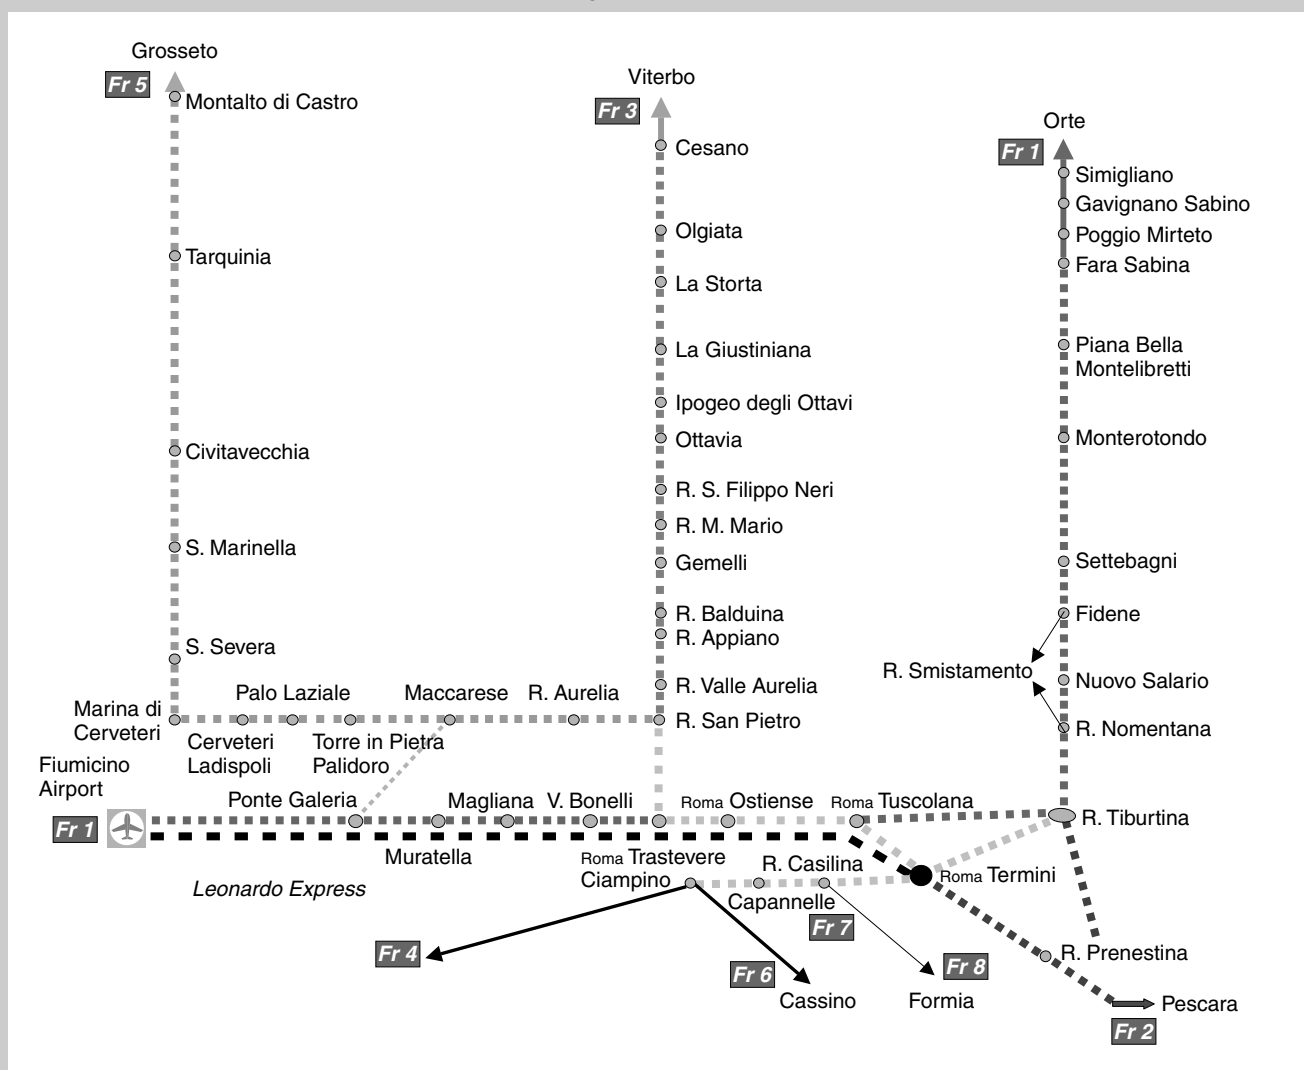 Grosseto
Fr 5
Montalto di Castro
Tarquinia
Civitavecchia
S. Marinella
S. Severa
Marina di
Cerveteri
Cerveteri
Ladispoli
Palo Laziale
Torre in Pietra
Palidoro
Maccarese
R. Aurelia
Viterbo
Fr 3
Cesano
Olgiata
La Storta
La Giustiniana
Ipogeo degli Ottavi
Ottavia
R. S. Filippo Neri
R. M. Mario
Gemelli
R. Balduina
R. Appiano
R. Valle Aurelia
R. San Pietro
Orte
Fr 1
Simigliano
Gavignano Sabino
Poggio Mirteto
Fara Sabina
Piana Bella
Montelibretti
Monterotondo
Settebagni
Fidene
R. Smistamento
Nuovo Salario
R. Nomentana
R. Tiburtina
Fiumicino
Airport
Fr 1
Ponte Galeria
Muratella
Magliana
V. Bonelli
Roma Trastevere
Roma Ostiense
Roma Tuscolana
Leonardo Express
Ciampino
Capannelle
R. Casilina
Roma Termini
Fr 7
Fr 4
Fr 6
Cassino
Fr 8
Formia
R. Prenestina
Pescara
Fr 2